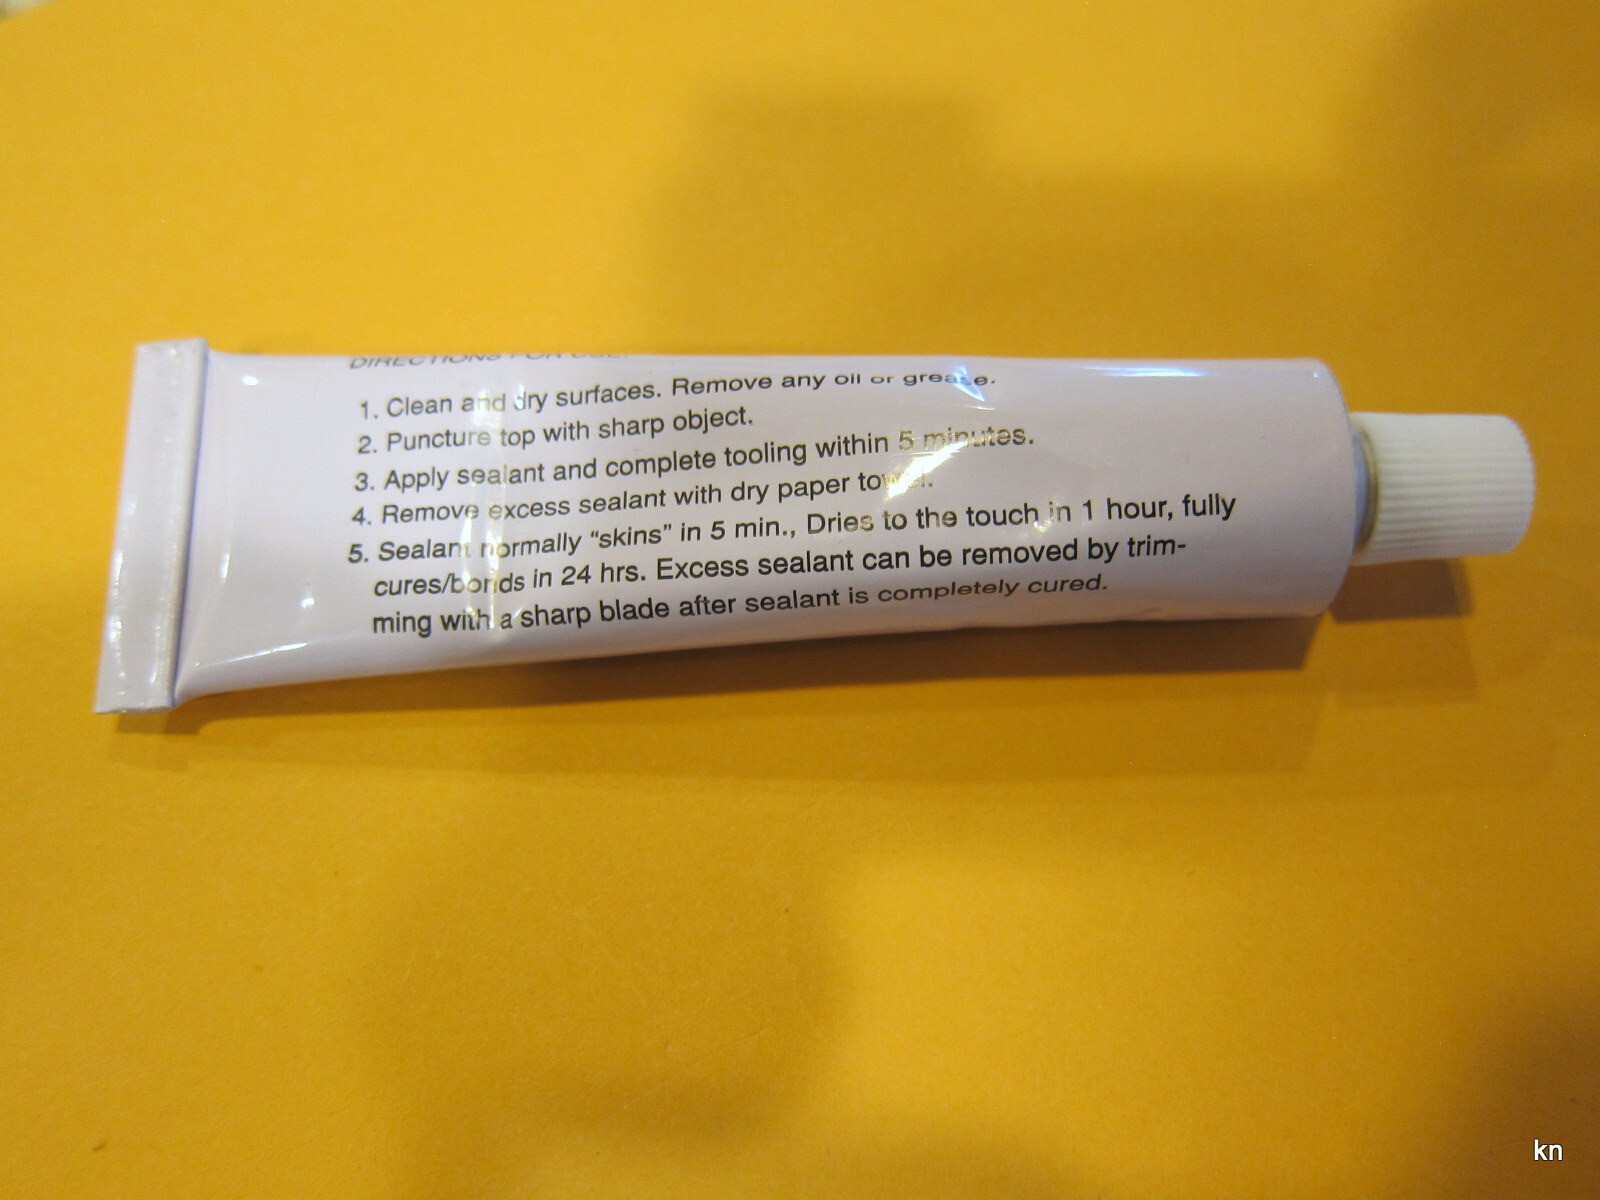 DIRECTIONS FOR
1. Clean and dry surfaces. Remove any oil or grease.
2. Puncture top with sharp object.
3. Apply sealant and complete tooling within 5 minutes.
4. Remove excess sealant with dry paper towel.
5. Sealant normally “skins” in 5 min., Dries to the touch in 1 hour, fully
cures/bonds in 24 hrs. Excess sealant can be removed by trim-
ming with a sharp blade after sealant is completely cured.
kn